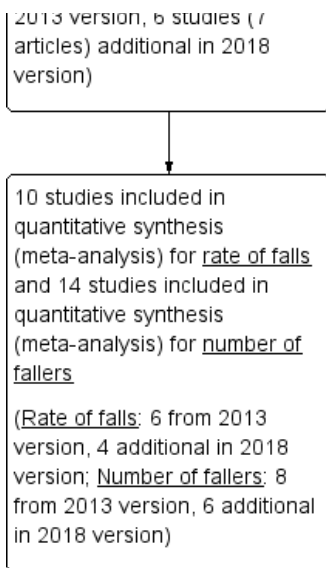 2013 version, 6 studies (7
articles) additional in 2018
version)
10 studies included in
quantitative synthesis
(meta-analysis) for rate of falls
and 14 studies included in
quantitative synthesis
(meta-analysis) for number of
fallers
(Rate of falls: 6 from 2013
version, 4 additional in 2018
version; Number of fallers: 8
from 2013 version, 6 additional
in 2018 version)